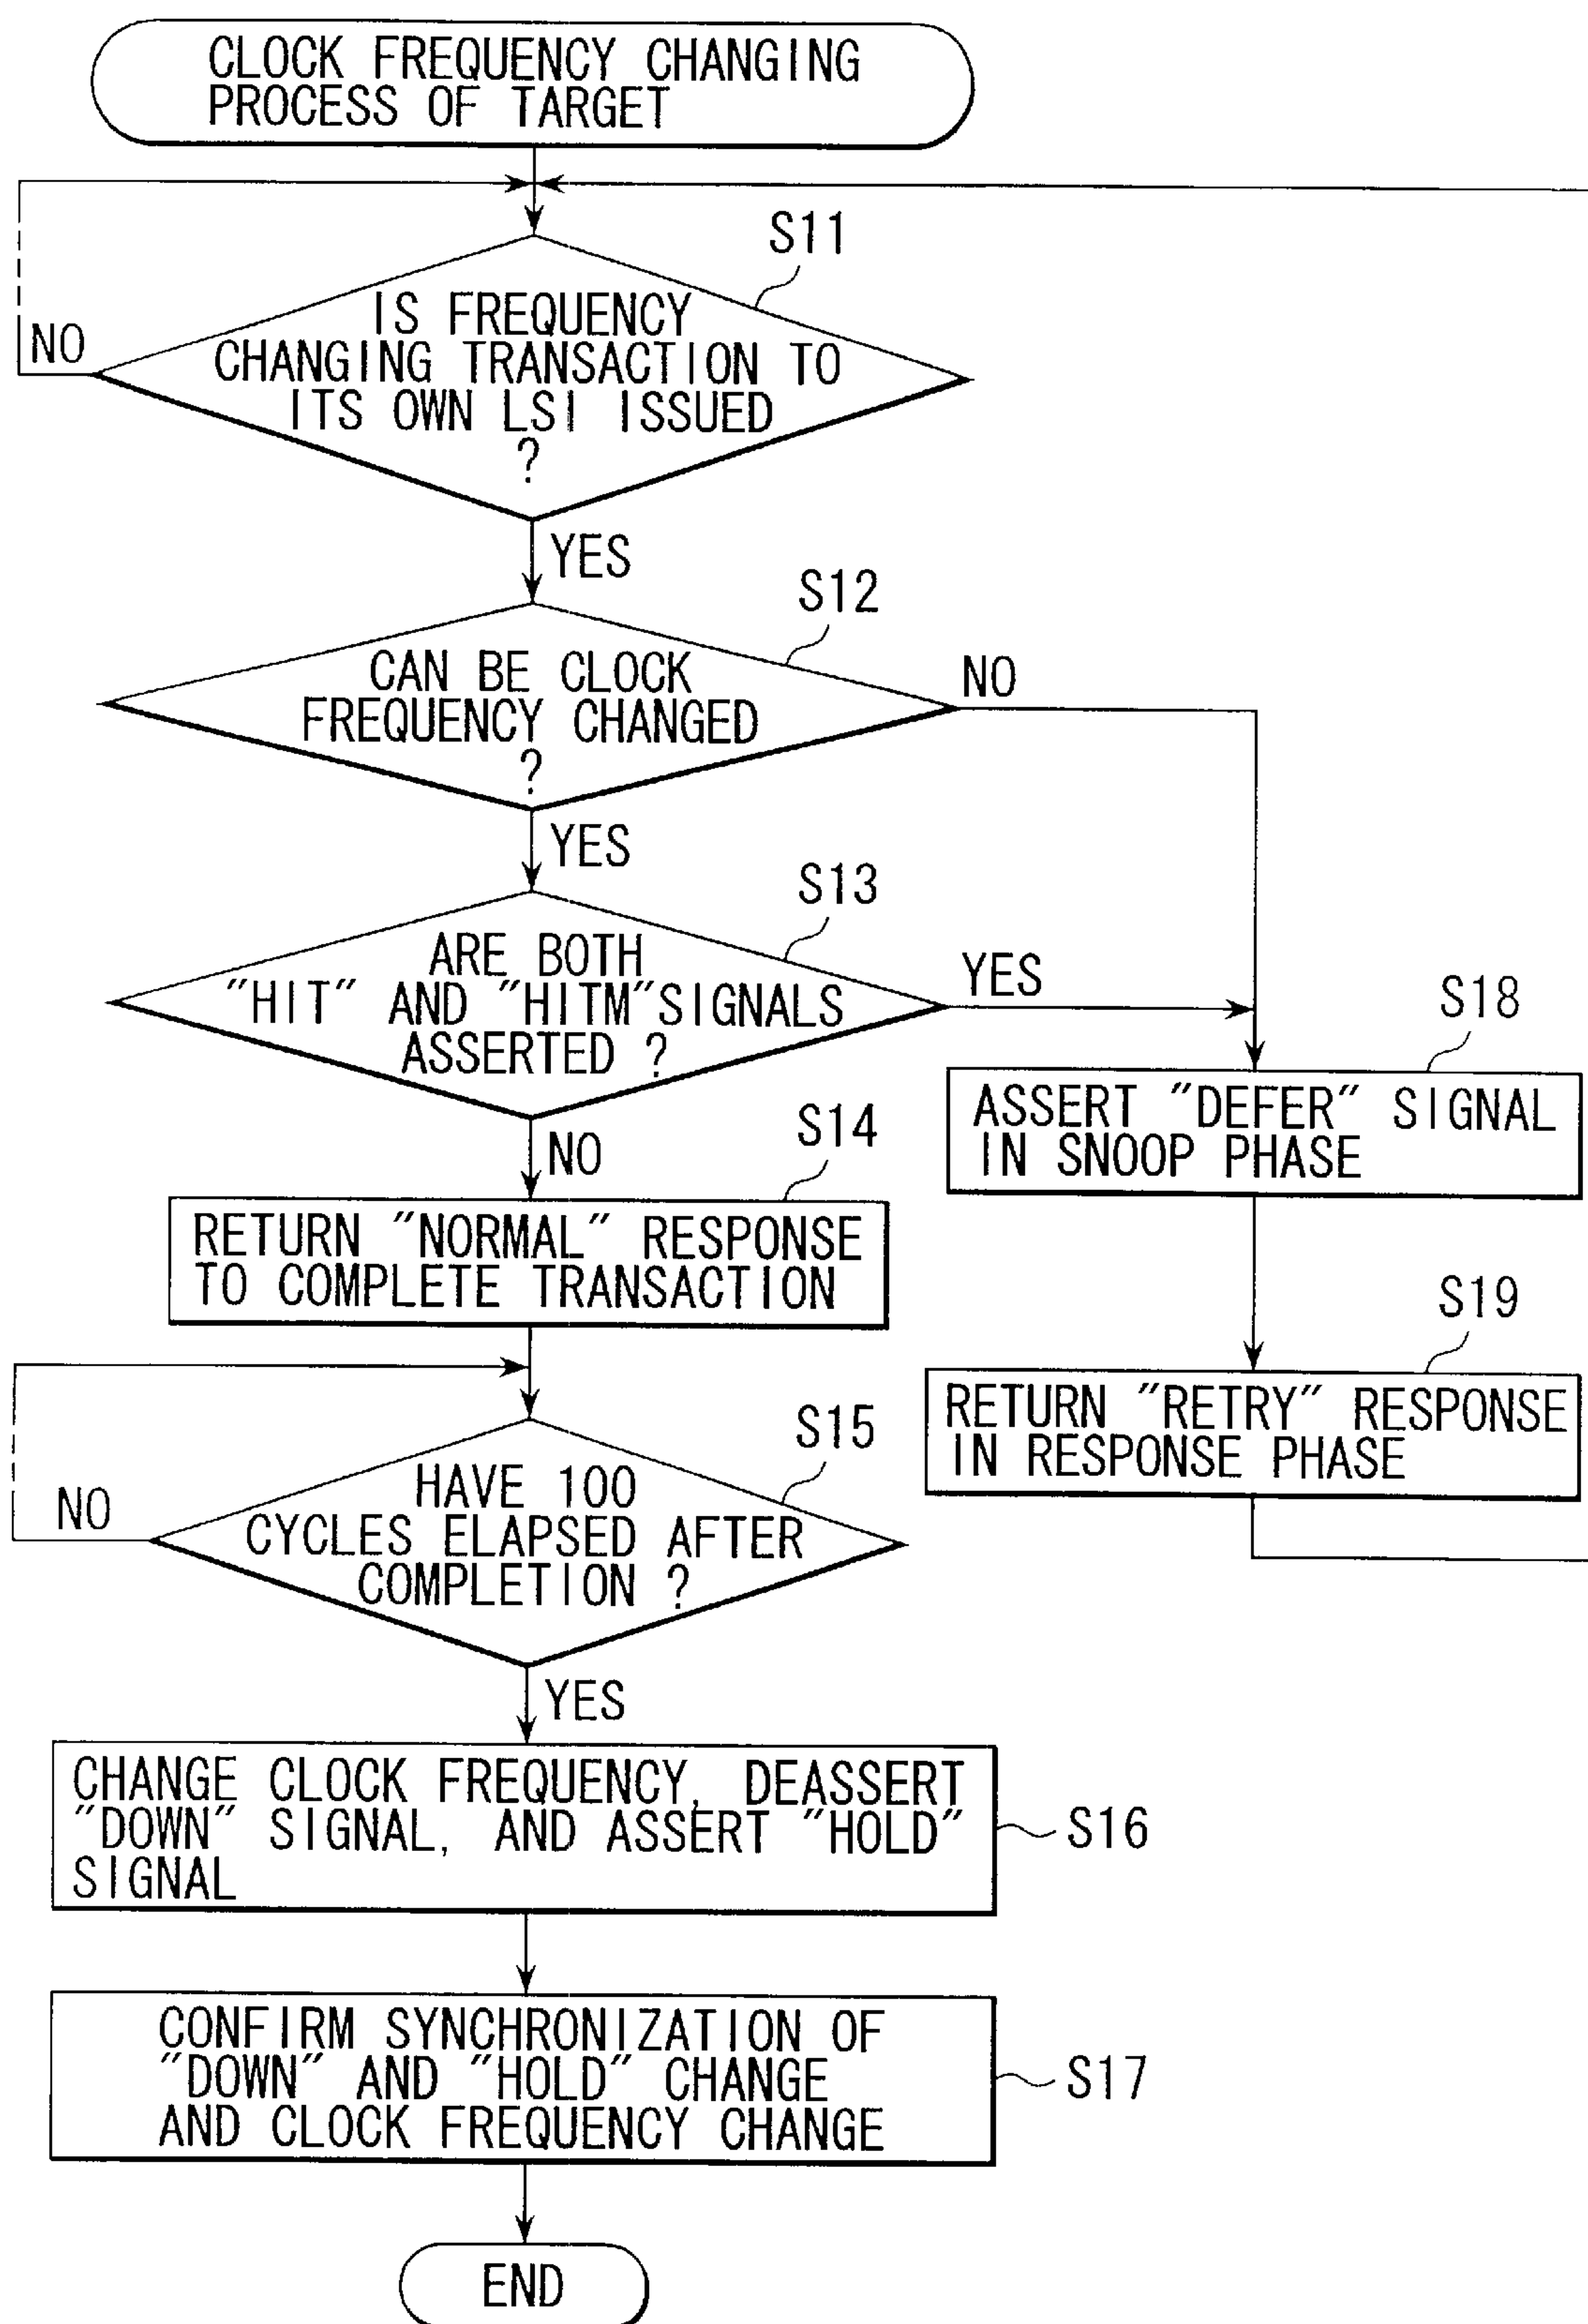 CLOCK FREQUENCY CHANGING
PROCESS OF TARGET
S11
IS FREQUENCY
CHANGING TRANSACTION TO
ITS OWN LSI ISSUED
?
NO
YES
S12
CAN BE CLOCK
FREQUENCY CHANGED
?
NO
YES
S13
ARE BOTH
"HIT" AND "HITM"SIGNALS
ASSERTED ?
YES
NO
S18
ASSERT "DEFER" SIGNAL
IN SNOOP PHASE
S14
RETURN "NORMAL" RESPONSE
TO COMPLETE TRANSACTION
S19
RETURN "RETRY" RESPONSE
IN RESPONSE PHASE
S15
HAVE 100
CYCLES ELAPSED AFTER
COMPLETION ?
NO
YES
CHANGE CLOCK FREQUENCY, DEASSERT
"DOWN" SIGNAL, AND ASSERT "HOLD"
SIGNAL
S16
CONFIRM SYNCHRONIZATION OF
"DOWN" AND "HOLD" CHANGE
AND CLOCK FREQUENCY CHANGE
S17
END